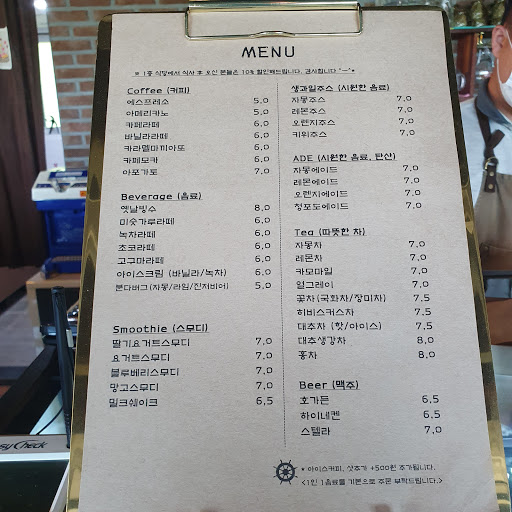 MENU
※ 1층 식당에서 식사 후 오신 분들은 10% 할인해드립니다. 감사합니다 ^ー^
Coffee (커피)
에스프레소 5,0
아메리카노 5,0
카페라떼 6,0
바닐라라떼 6,0
카라멜마끼아또 6,0
카페모카 6,0
아포가토 7,0
Beverage (음료)
옛날빙수 8,0
미숫가루라떼 6,0
녹차라떼 6,0
초코라떼 6,0
고구마라떼 6,0
아이스크림 (바닐라/녹차) 6,0
분다버그(자몽/라임/진저비어) 5,0
Smoothie (스무디)
딸기요거트스무디 7,0
요거트스무디 7,0
블루베리스무디 7,0
망고스무디 7,0
밀크쉐이크 6,5
생과일주스 (시원한 음료)
자몽주스 7,0
레몬주스 7,0
오렌지주스 7,0
키위주스 7,0
ADE (시원한 음료, 탄산)
자몽에이드 7,0
레몬에이드 7,0
오렌지에이드 7,0
청포도에이드 7,0
Tea (따뜻한 차)
자몽차 7,0
레몬차 7,0
캬모마일 7,0
얼그레이 7,0
꽃차(국화차/장미차) 7,5
히비스커스차 7,5
대추차 (핫/아이스) 7,5
대추생강차 8,0
홍차 8,0
Beer (맥주)
호가든 6,5
하이네켄 6,5
스텔라 7,0
* 아이스커피, 샷추가 +500원 추가됩니다.
<1인 1음료를 기본으로 주문 부탁드립니다.>
Check